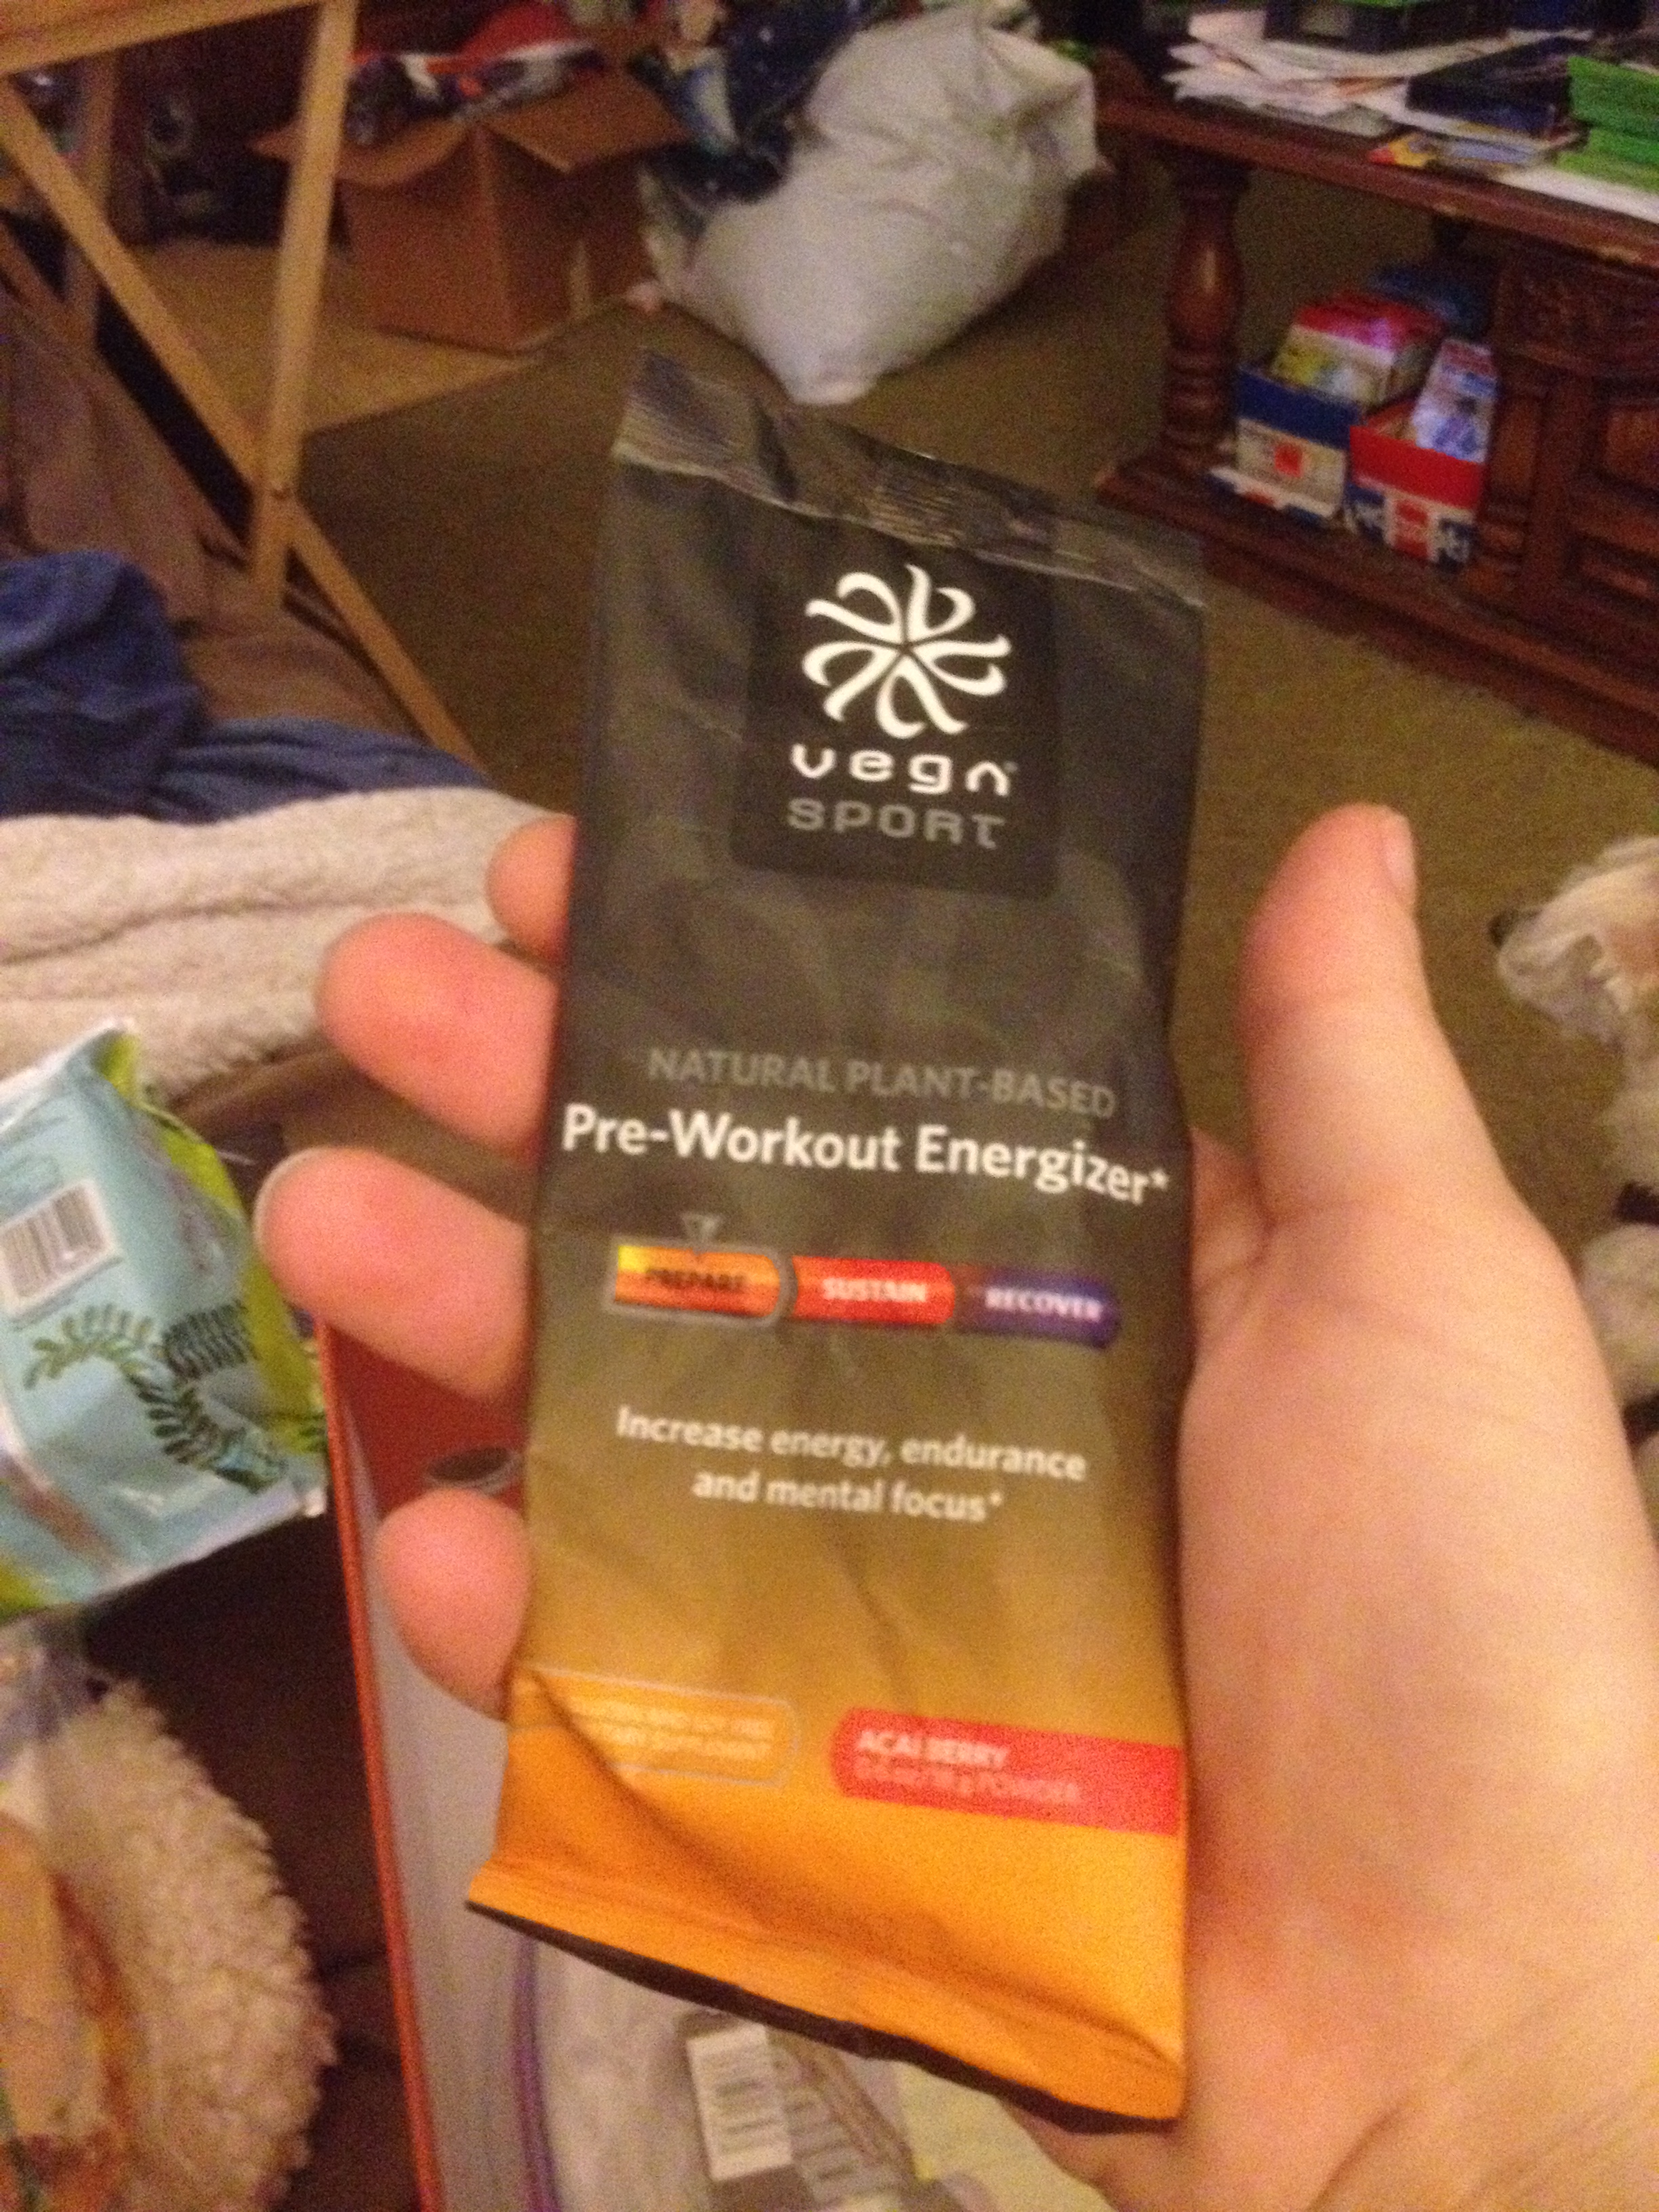 vega
SPORT
NATURAL PLANT-BASED
Pre-Workout Energizer*
PREPARE SUSTAIN RECOVER
Increase energy, endurance
and mental focus*
ACAI BERRY
POWDER